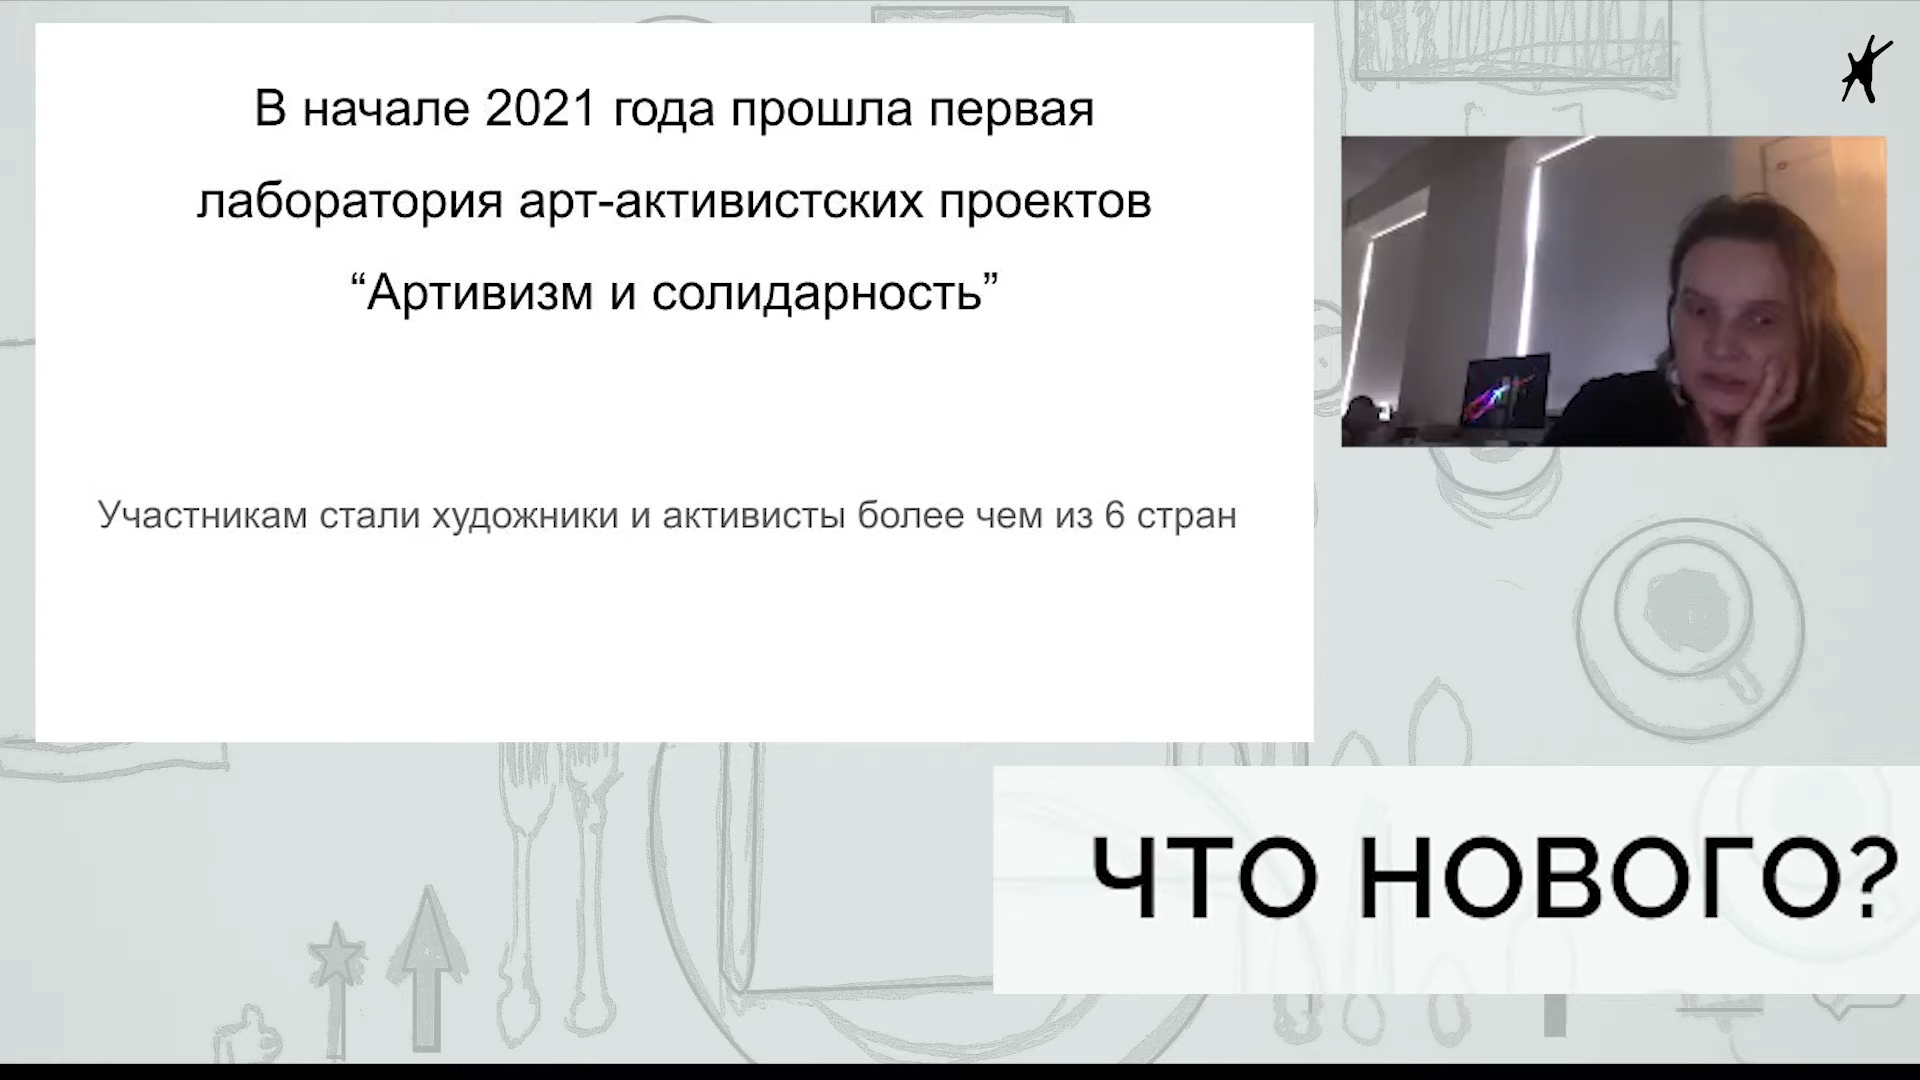 В начале 2021 года прошла первая
лаборатория арт-активистских проектов
“Артивизм и солидарность”
Участникам стали художники и активисты более чем из 6 стран
ЧТО НОВОГО?